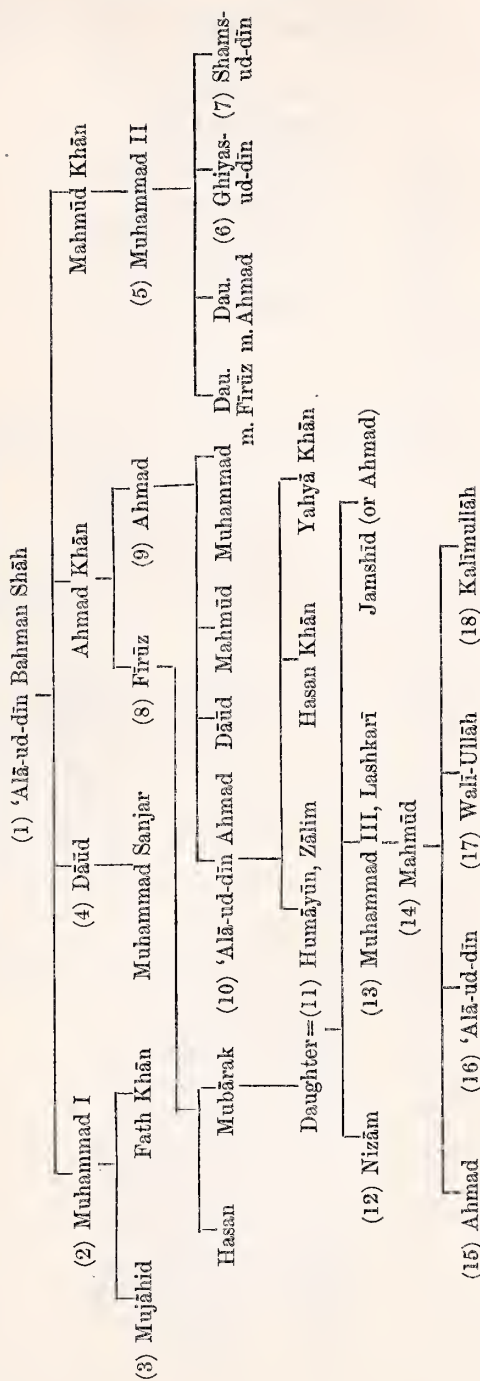 (1) ‘Alā-ud-dīn Bahman Shāh
(2) Muhammad I (4) Dāūd Ahmad Khān Mahmūd Khān
(3) Mujāhid Fath Khān Muhammad Sanjar (8) Fīrūz (9) Ahmad (5) Muhammad II
Hasan Mubārak (10) ‘Alā-ud-dīn Ahmad Dāūd Mahmūd Muhammad Dau. Dau. (6) Ghiyas- (7) Shams-
m. Fīrūz m. Ahmad ud-dīn ud-dīn
Daughter=(11) Humāyūn, Zālim Hasan Khān Yahyā Khān
(12) Nizām (13) Muhammad III, Lashkarī Jamshīd (or Ahmad)
(14) Mahmūd
(15) Ahmad (16) ‘Alā-ud-dīn (17) Walī-Ullāh (18) Kalīmullāh